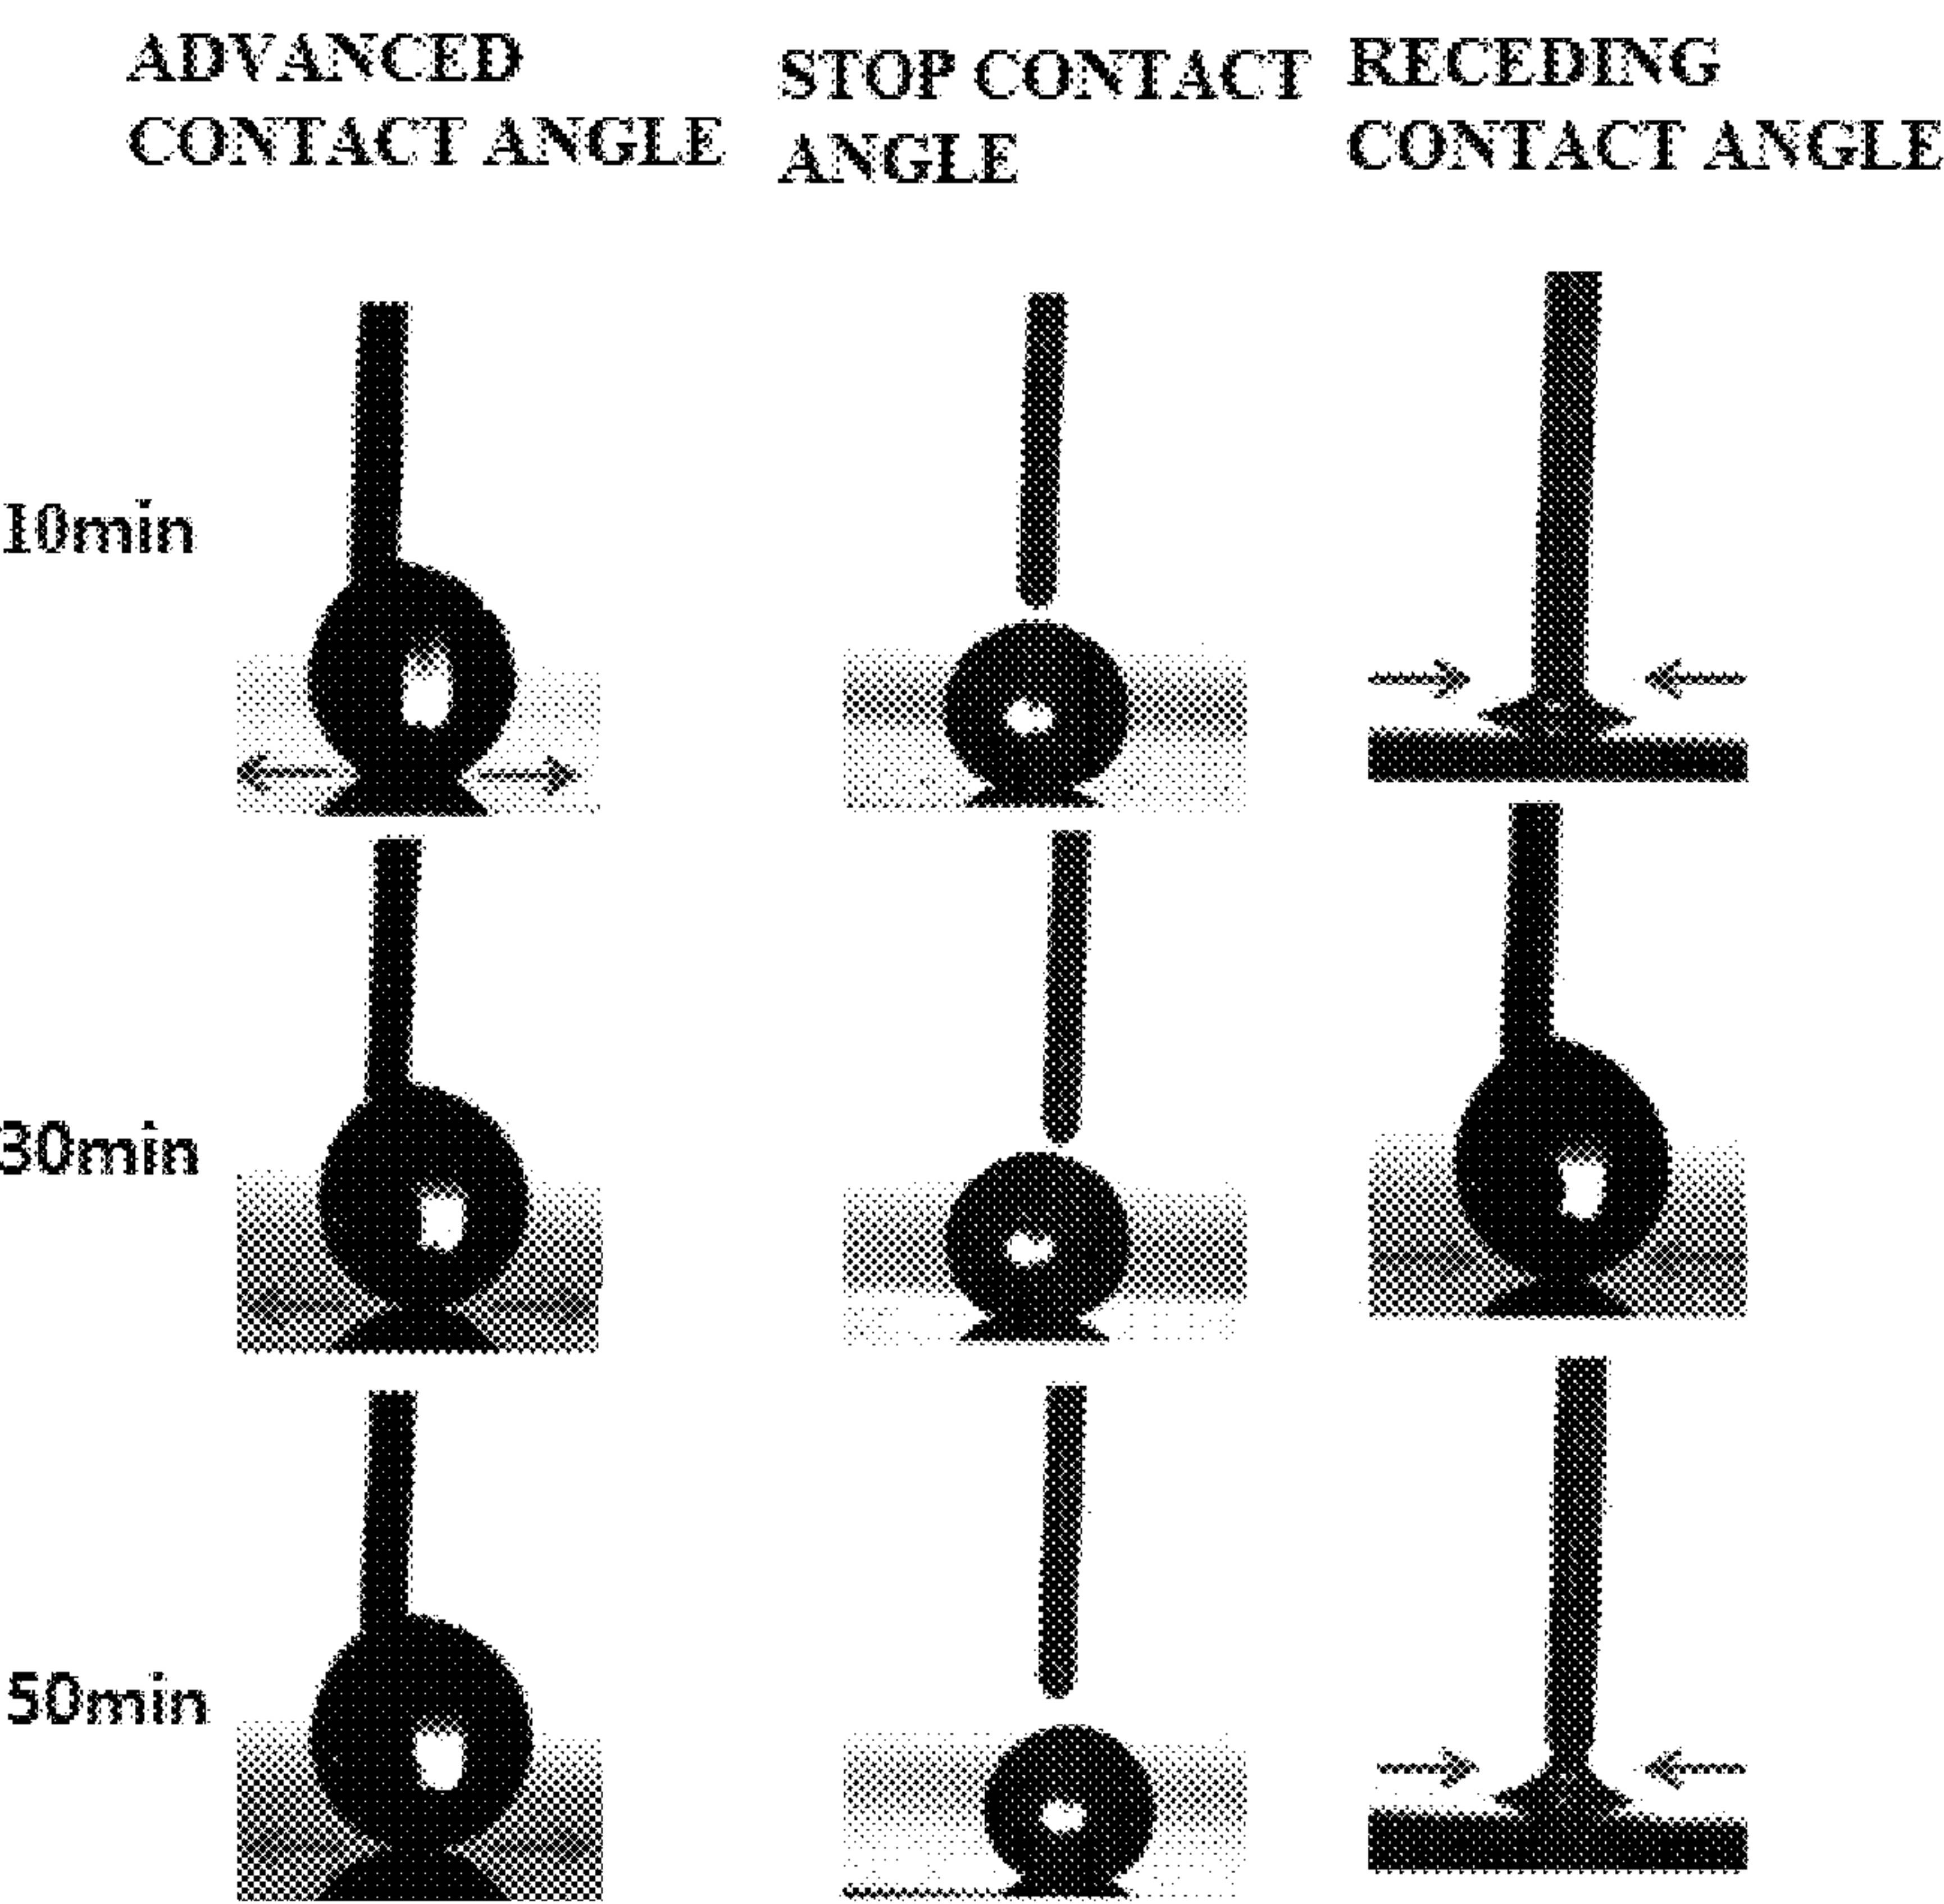 ADVANCED
CONTACT ANGLE
STOP CONTACT
ANGLE
RECEDING
CONTACT ANGLE
10min
30min
50min